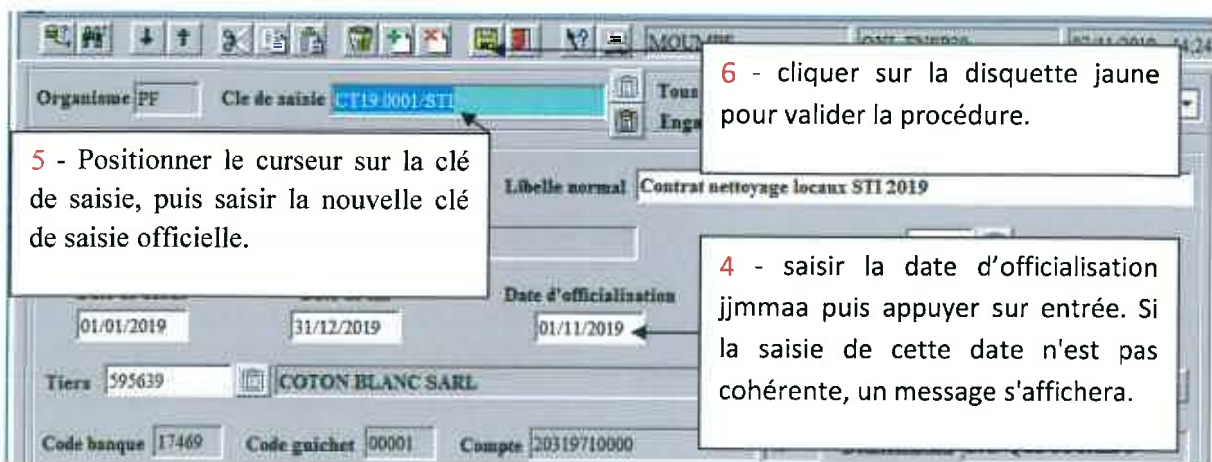 MOUMBE
Organisme PF Cle de saisie CT19 0001/STI Tous
6 - cliquer sur la disquette jaune
pour valider la procédure.
5 - Positionner le curseur sur la clé
de saisie, puis saisir la nouvelle clé
de saisie officielle.
Libelle normal Contrat nettoyage locaux STI 2019
4 - saisir la date d'officialisation
jjmmaa puis appuyer sur entrée. Si
la saisie de cette date n'est pas
cohérente, un message s'affichera.
Date d'officialisation
01/01/2019 31/12/2019 01/11/2019
Tiers 595639 COTON BLANC SARL
Code banque 17469 Code guichet 00001 Compte 20319710000